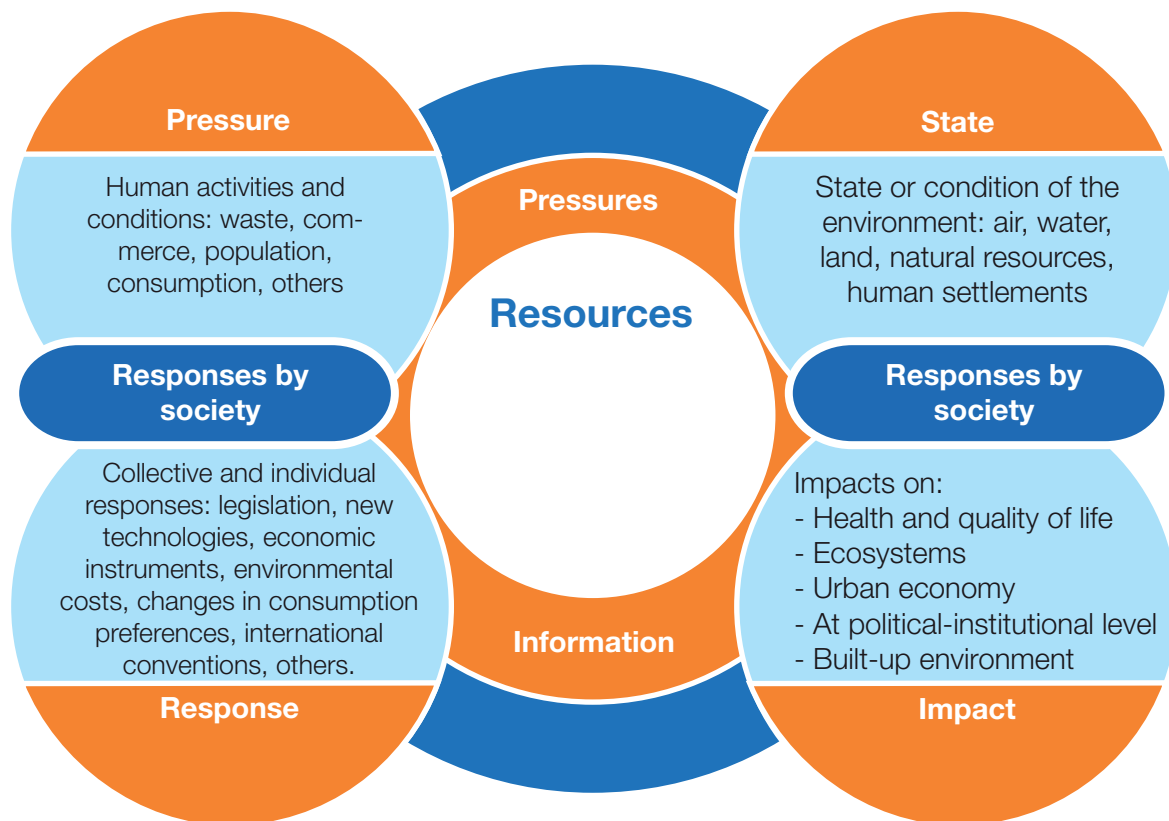 Pressure
Human activities and
conditions: waste, com-
merce, population,
consumption, others
Responses by
society
Collective and individual
responses: legislation, new
technologies, economic
instruments, environmental
costs, changes in consumption
preferences, international
conventions, others.
Response
Pressures
Resources
Information
State
State or condition of the
environment: air, water,
land, natural resources,
human settlements
Responses by
society
Impacts on:
- Health and quality of life
- Ecosystems
- Urban economy
- At political-institutional level
- Built-up environment
Impact